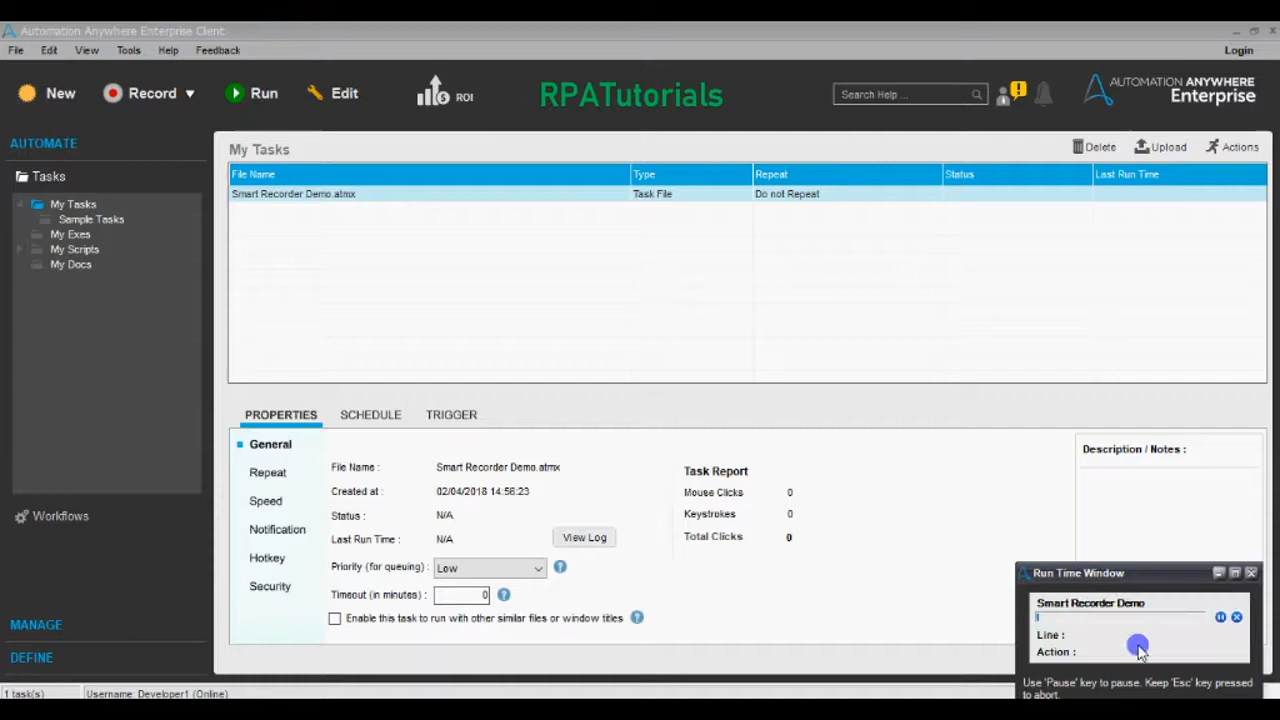 Automation Anywhere Enterprise Client
File Edit View Tools Help Feedback Login
New Record Run Edit ROI RPATutorials Search Help ... AUTOMATION ANYWHERE
Enterprise
AUTOMATE
Tasks
My Tasks
Sample Tasks
My Exes
My Scripts
My Docs
Workflows
MANAGE
DEFINE
My Tasks Delete Upload Actions
File Name Type Repeat Status Last Run Time
Smart Recorder Demo.atmx Task File Do not Repeat
PROPERTIES SCHEDULE TRIGGER
General
Repeat
Speed
Notification
Hotkey
Security
File Name : Smart Recorder Demo.atmx
Created at : 02/04/2018 14:56:23
Status : N/A
Last Run Time : N/A View Log
Priority (for queuing) : Low ?
Timeout (in minutes) : 0 ?
Enable this task to run with other similar files or window titles ?
Task Report
Mouse Clicks 0
Keystrokes 0
Total Clicks 0
Description / Notes :
Run Time Window
Smart Recorder Demo
Line :
Action :
Use 'Pause' key to pause. Keep 'Esc' key pressed
to abort.
1 task(s) Username: Developer1 (Online)